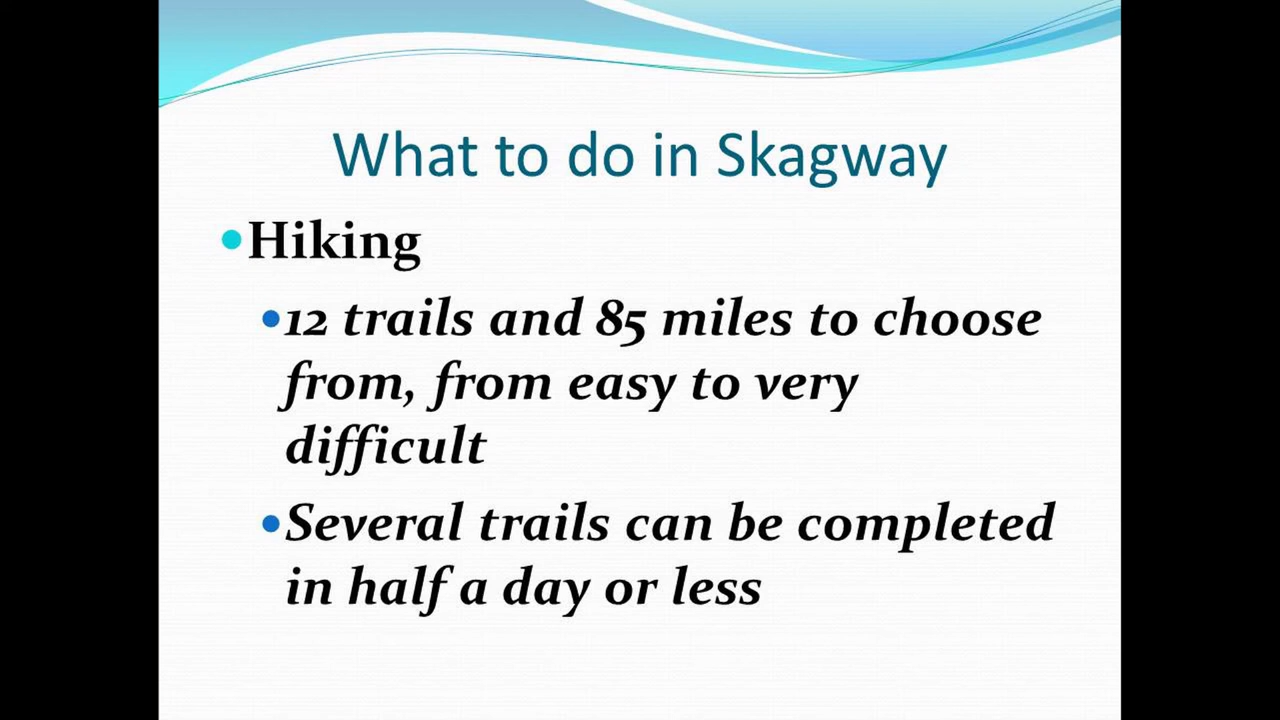 What to do in Skagway
•Hiking
•12 trails and 85 miles to choose
from, from easy to very
difficult
•Several trails can be completed
in half a day or less